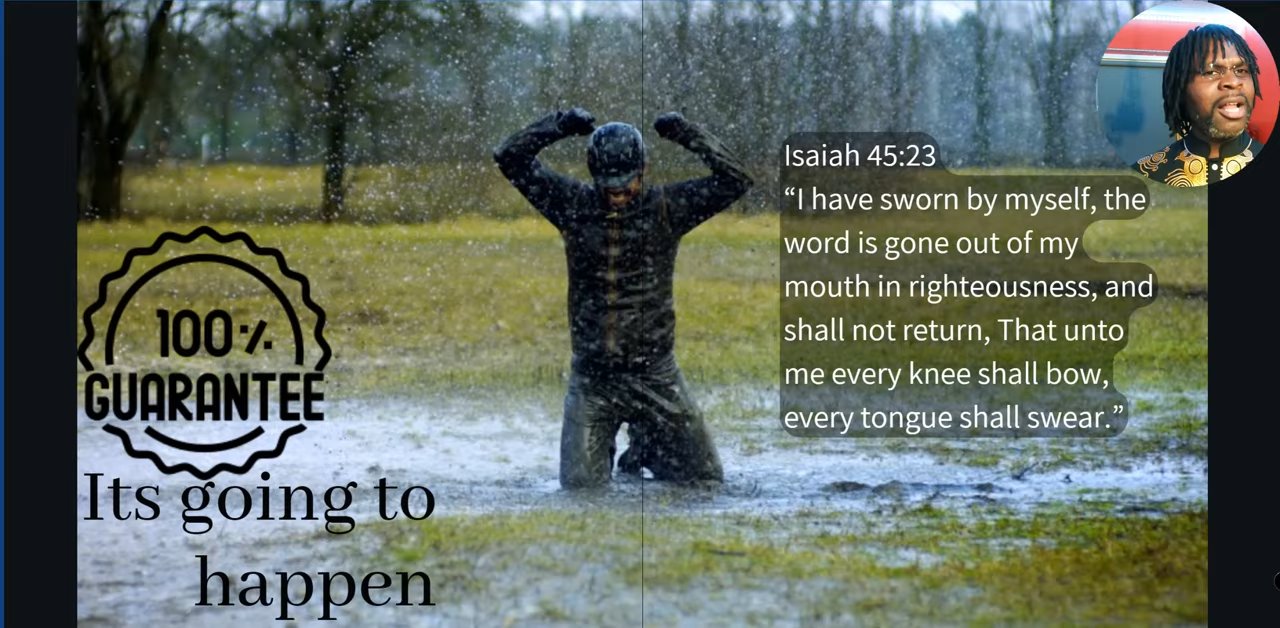 100%
GUARANTEE
Its going to
happen
Isaiah 45:23
“I have sworn by myself, the
word is gone out of my
mouth in righteousness, and
shall not return, That unto
me every knee shall bow,
every tongue shall swear.”